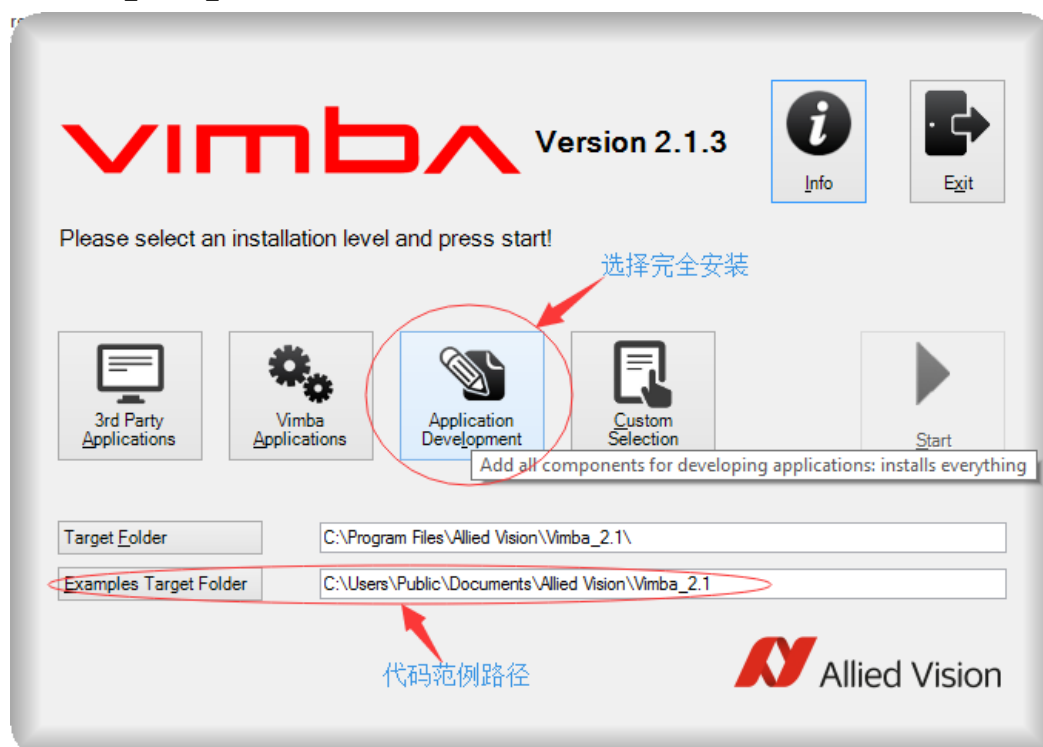 vimba Version 2.1.3
Info
Exit
Please select an installation level and press start!
选择完全安装
3rd Party
Applications
Vimba
Applications
Application
Development
Custom
Selection
Start
Add all components for developing applications: installs everything
Target Folder
C:\Program Files\Allied Vision\Vimba_2.1\
Examples Target Folder
C:\Users\Public\Documents\Allied Vision\Vimba_2.1
代码范例路径
Allied Vision